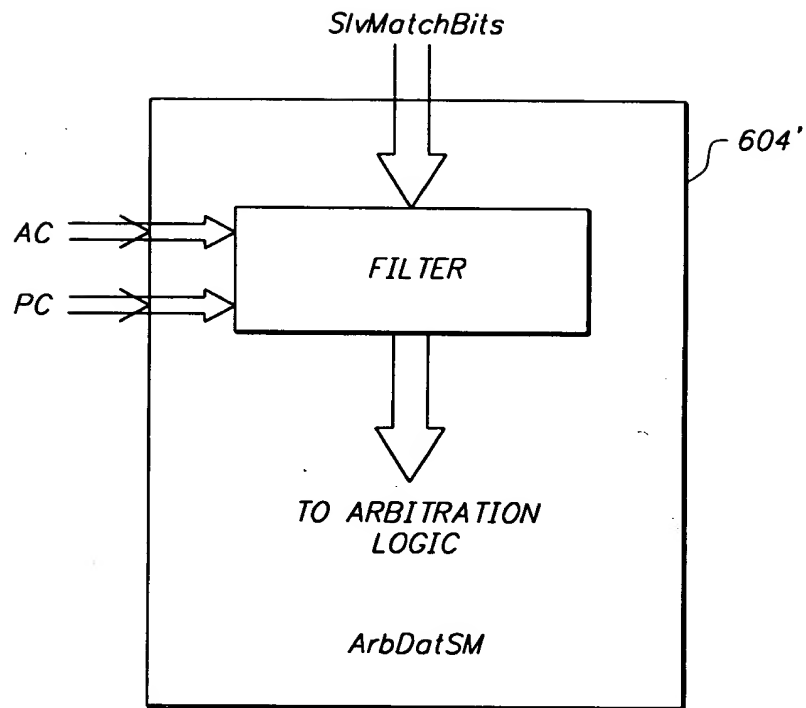 SlvMatchBits
604'
AC
FILTER
PC
TO ARBITRATION
LOGIC
ArbDatSM